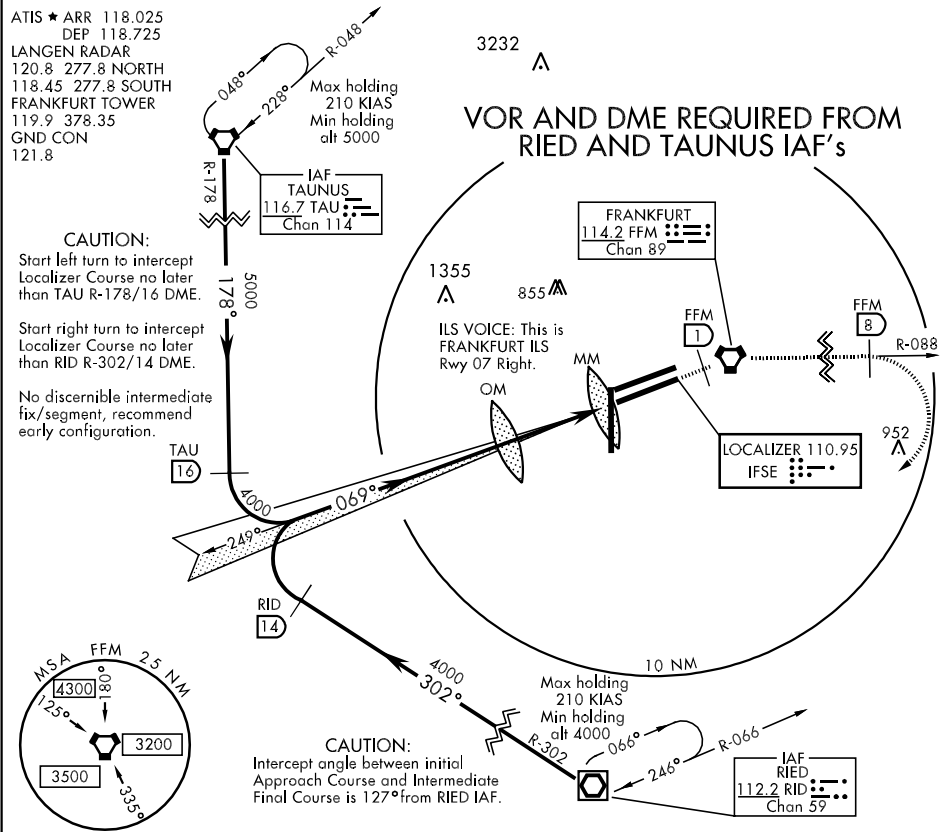 ATIS ★ ARR 118.025
DEP 118.725
LANGEN RADAR
120.8 277.8 NORTH
118.45 277.8 SOUTH
FRANKFURT TOWER
119.9 378.35
GND CON
121.8
R-048
048°
228°
Max holding
210 KIAS
Min holding
alt 5000
3232
VOR AND DME REQUIRED FROM
RIED AND TAUNUS IAF's
R-178
IAF
TAUNUS
116.7 TAU
Chan 114
CAUTION:
Start left turn to intercept
Localizer Course no later
than TAU R-178/16 DME.
Start right turn to intercept
Localizer Course no later
than RID R-302/14 DME.
No discernible intermediate
fix/segment, recommend
early configuration.
5000
178°
FRANKFURT
114.2 FFM
Chan 89
1355
855
ILS VOICE: This is
FRANKFURT ILS
Rwy 07 Right.
OM
MM
FFM
1
FFM
8
R-088
952
LOCALIZER 110.95
IFSE
TAU
16
4000
069°
249°
RID
14
10 NM
4000
302°
R-302
Max holding
210 KIAS
Min holding
alt 4000
066°
246°
R-066
IAF
RIED
112.2 RID
Chan 59
CAUTION:
Intercept angle between initial
Approach Course and Intermediate
Final Course is 127° from RIED IAF.
MSA FFM 25 NM
4300
180°
125°
3200
3500
335°